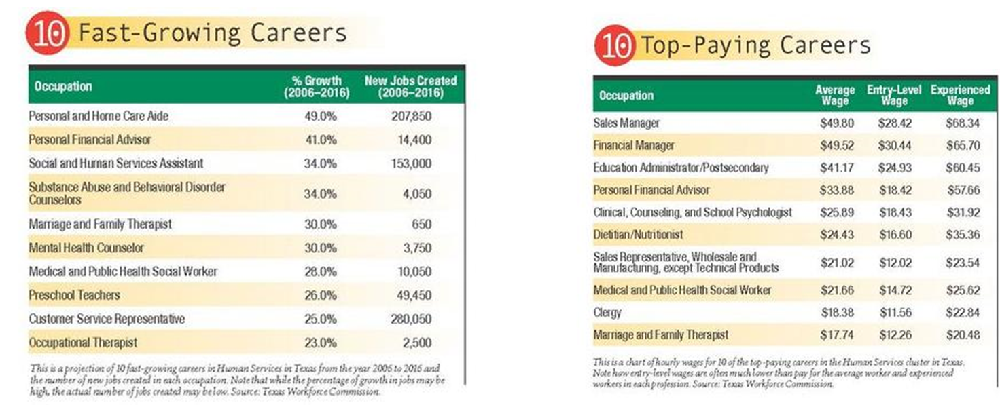 10 Fast-Growing Careers
Occupation % Growth (2006–2016) New Jobs Created (2006–2016)
Personal and Home Care Aide 49.0% 207,850
Personal Financial Advisor 41.0% 14,400
Social and Human Services Assistant 34.0% 153,000
Substance Abuse and Behavioral Disorder
Counselors 34.0% 4,050
Marriage and Family Therapist 30.0% 650
Mental Health Counselor 30.0% 3,750
Medical and Public Health Social Worker 28.0% 10,050
Preschool Teachers 26.0% 49,450
Customer Service Representative 25.0% 280,050
Occupational Therapist 23.0% 2,500
This is a projection of 10 fast-growing careers in Human Services in Texas from the year 2006 to 2016 and
the number of new jobs created in each occupation. Note that while the percentage of growth in jobs may be
high, the actual number of jobs created may be low. Source: Texas Workforce Commission.
10 Top-Paying Careers
Occupation Average Wage Entry-Level Wage Experienced Wage
Sales Manager $49.80 $28.42 $68.34
Financial Manager $49.52 $30.44 $65.70
Education Administrator/Postsecondary $41.17 $24.93 $60.45
Personal Financial Advisor $33.88 $18.42 $57.66
Clinical, Counseling, and School Psychologist $25.89 $18.43 $31.92
Dietitian/Nutritionist $24.43 $16.60 $35.36
Sales Representative, Wholesale and
Manufacturing, except Technical Products $21.02 $12.02 $23.54
Medical and Public Health Social Worker $21.66 $14.72 $25.62
Clergy $18.38 $11.56 $22.84
Marriage and Family Therapist $17.74 $12.26 $20.48
This is a chart of hourly wages for 10 of the top-paying careers in the Human Services cluster in Texas.
Note how entry-level wages are often much lower than pay for the average worker and experienced
workers in each profession. Source: Texas Workforce Commission.